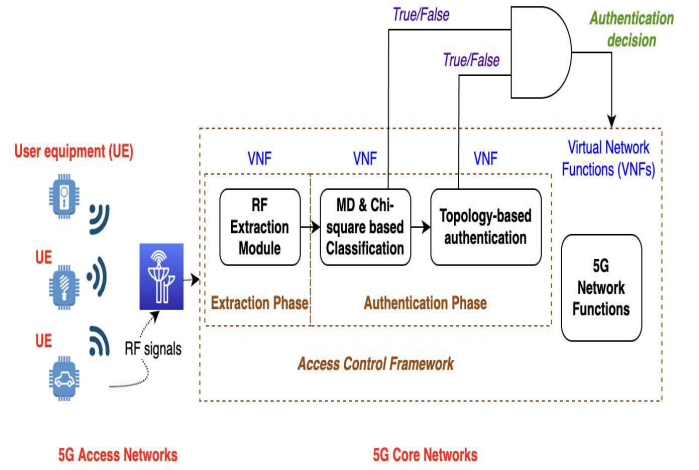 True/False
Authentication
decision
True/False
User equipment (UE)
VNF
VNF
VNF
Virtual Network
Functions (VNFs)
RF
Extraction
Module
MD & Chi-
square based
Classification
Topology-based
authentication
UE
5G
Network
Functions
Extraction Phase
Authentication Phase
UE
RF signals
Access Control Framework
5G Access Networks
5G Core Networks